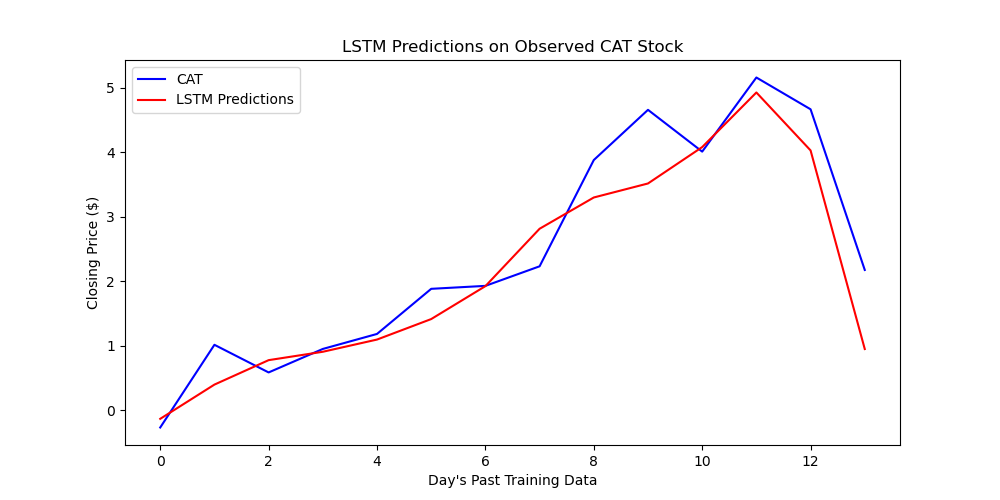 LSTM Predictions on Observed CAT Stock
CAT
LSTM Predictions
Closing Price ($)
5
4
3
2
1
0
0 2 4 6 8 10 12
Day's Past Training Data